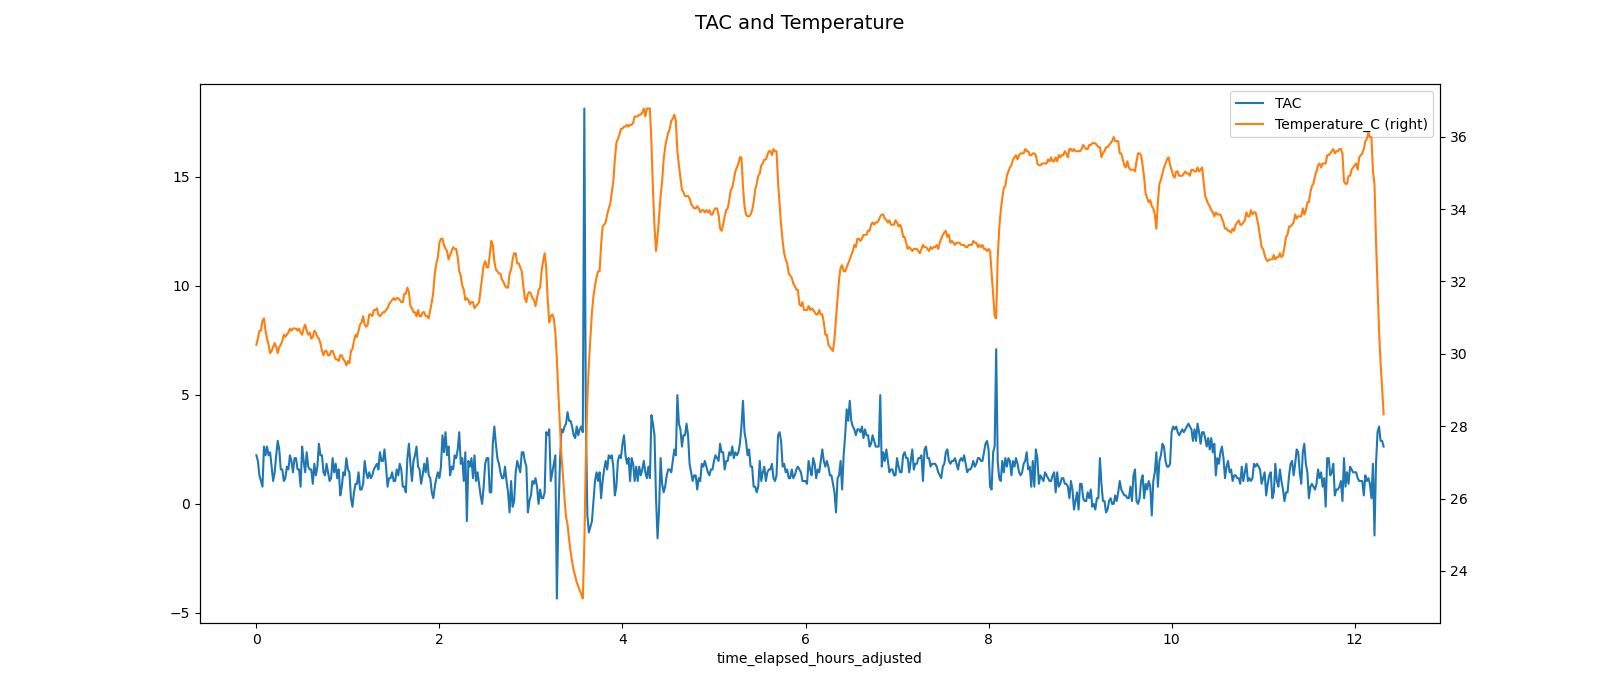 TAC and Temperature
TAC
Temperature_C (right)
15
10
5
0
−5
36
34
32
30
28
26
24
0 2 4 6 8 10 12
time_elapsed_hours_adjusted